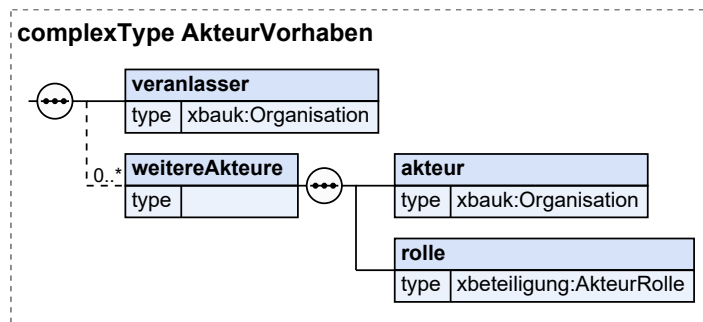 complexType AkteurVorhaben
veranlasser
type xbauk:Organisation
0..*
weitereAkteure
type
akteur
type xbauk:Organisation
rolle
type xbeteiligung:AkteurRolle